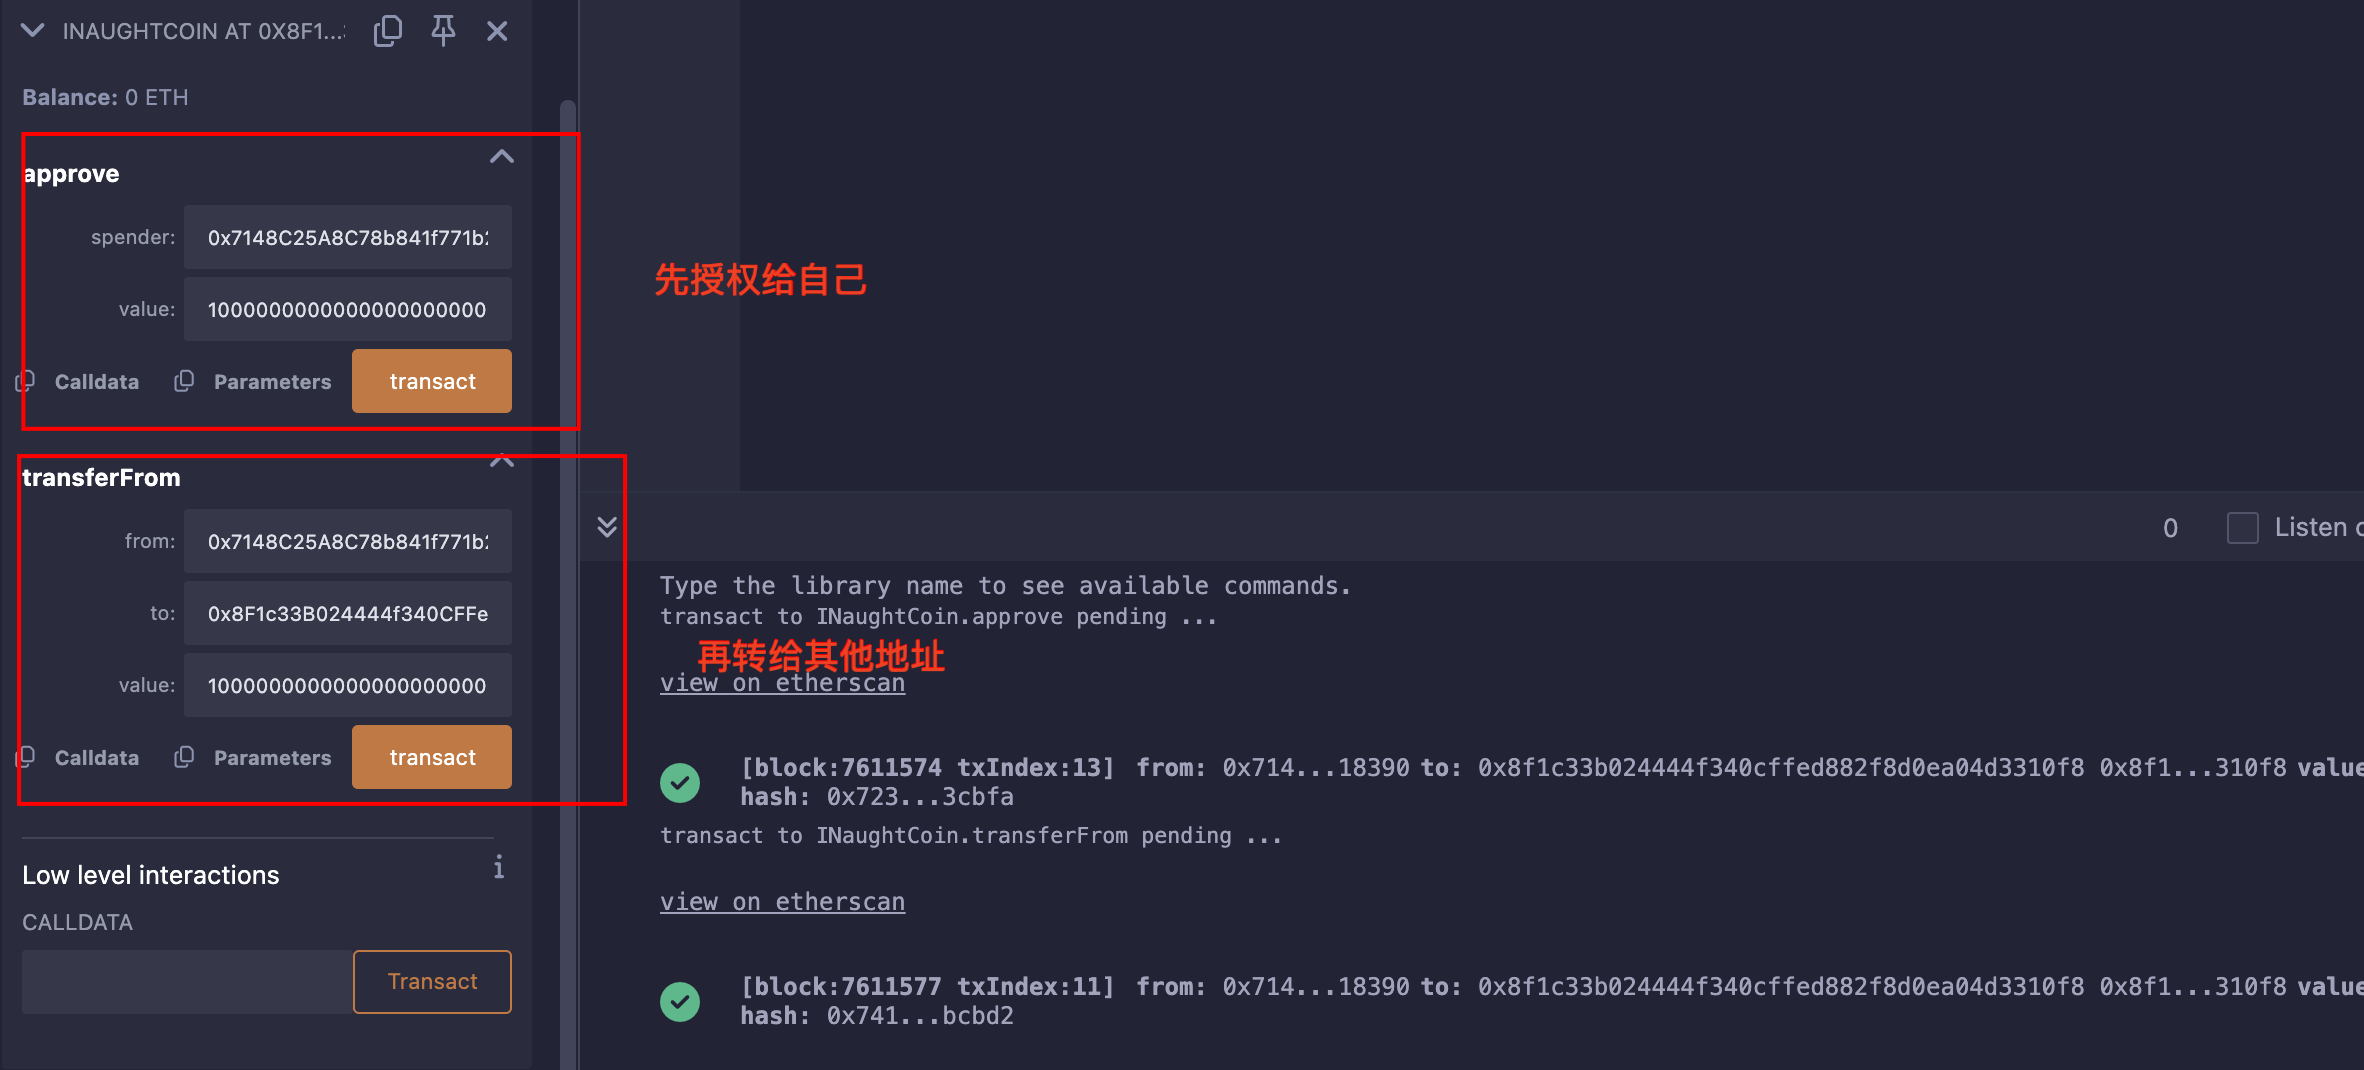 INAUGHTCOIN AT 0X8F1...
Balance: 0 ETH
approve
spender: 0x7148C25A8C78b841f771b
value: 10000000000000000000000
Calldata Parameters transact
transferFrom
from: 0x7148C25A8C78b841f771b
to: 0x8F1c33B024444f340CFFe
value: 10000000000000000000000
Calldata Parameters transact
Low level interactions
CALLDATA
Transact
先授权给自己
0 Listen
Type the library name to see available commands.
transact to INaughtCoin.approve pending ...
再转给其他地址
view on etherscan
[block:7611574 txIndex:13] from: 0x714...18390 to: 0x8f1c33b024444f340cffed882f8d0ea04d3310f8 0x8f1...310f8 value
hash: 0x723...3cbfa
transact to INaughtCoin.transferFrom pending ...
view on etherscan
[block:7611577 txIndex:11] from: 0x714...18390 to: 0x8f1c33b024444f340cffed882f8d0ea04d3310f8 0x8f1...310f8 value
hash: 0x741...bcbd2